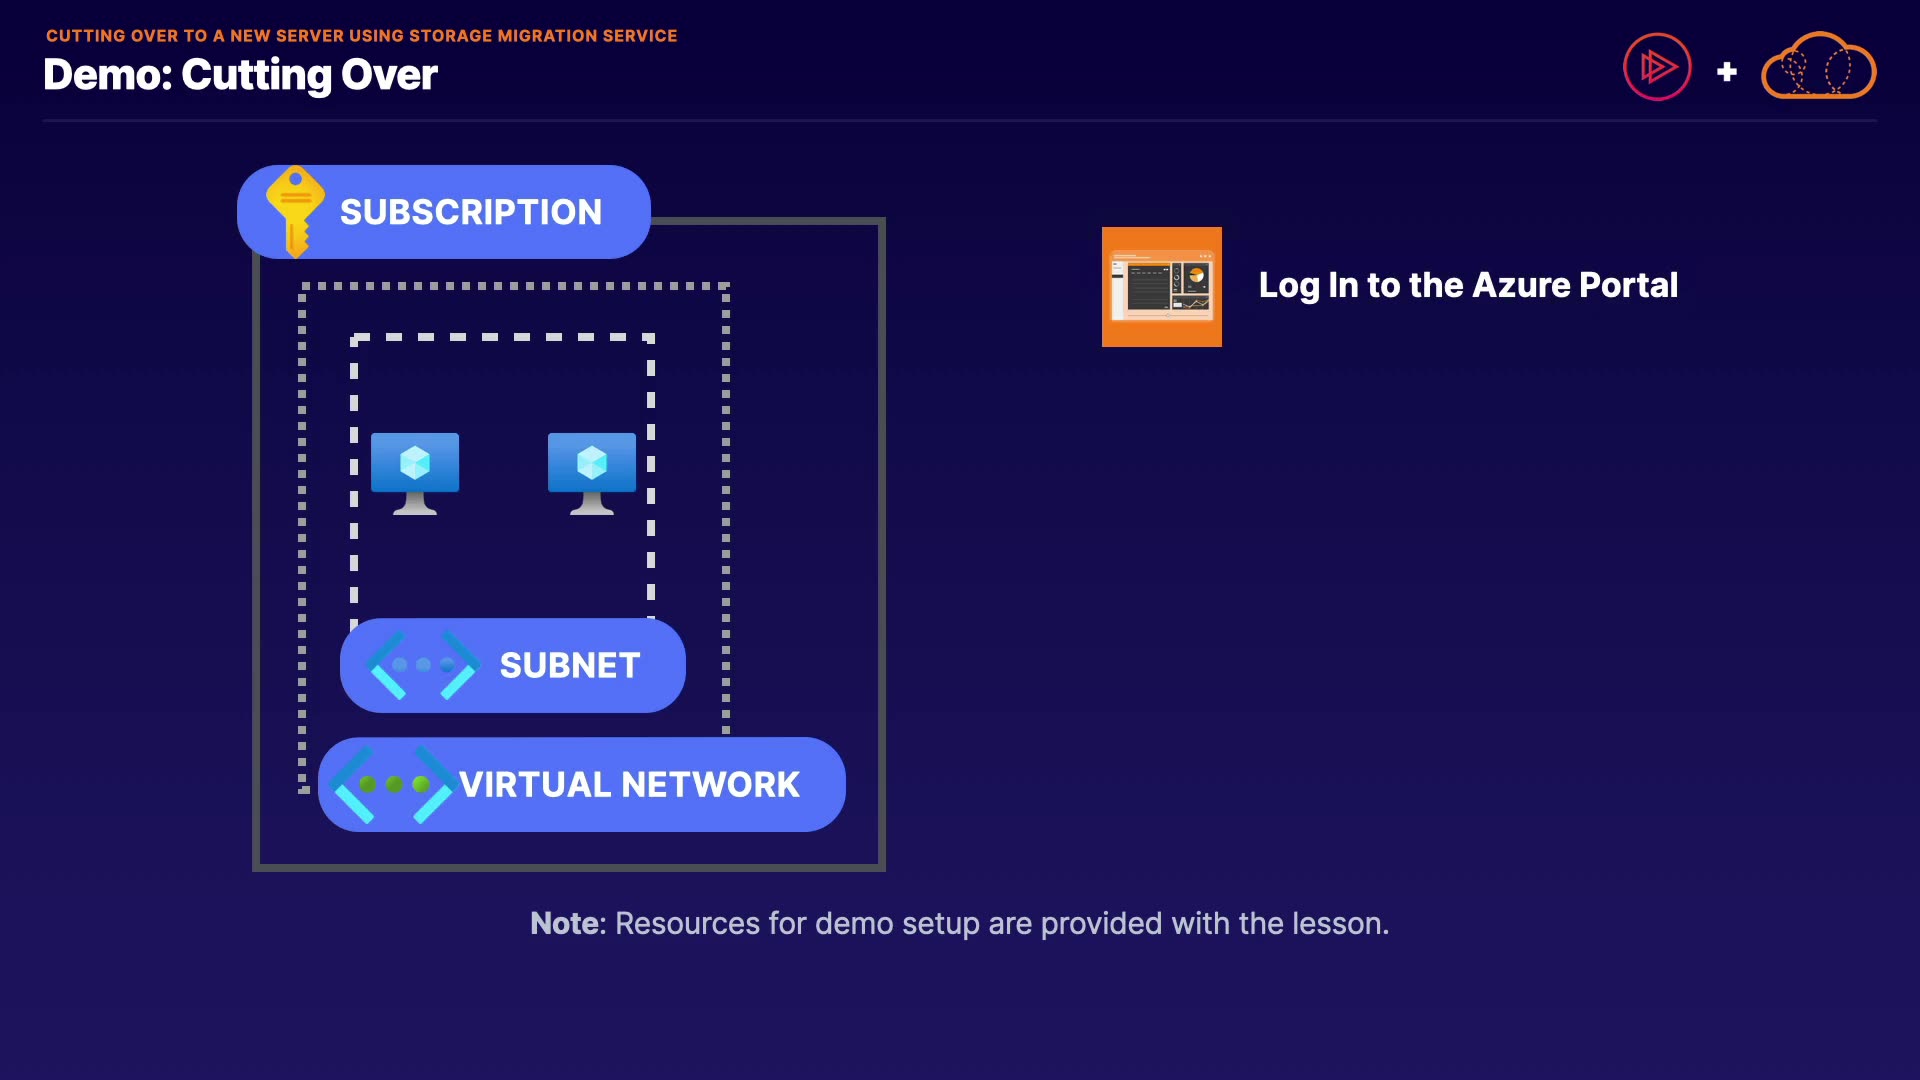 CUTTING OVER TO A NEW SERVER USING STORAGE MIGRATION SERVICE
Demo: Cutting Over
+
SUBSCRIPTION
Log In to the Azure Portal
SUBNET
VIRTUAL NETWORK
Note: Resources for demo setup are provided with the lesson.